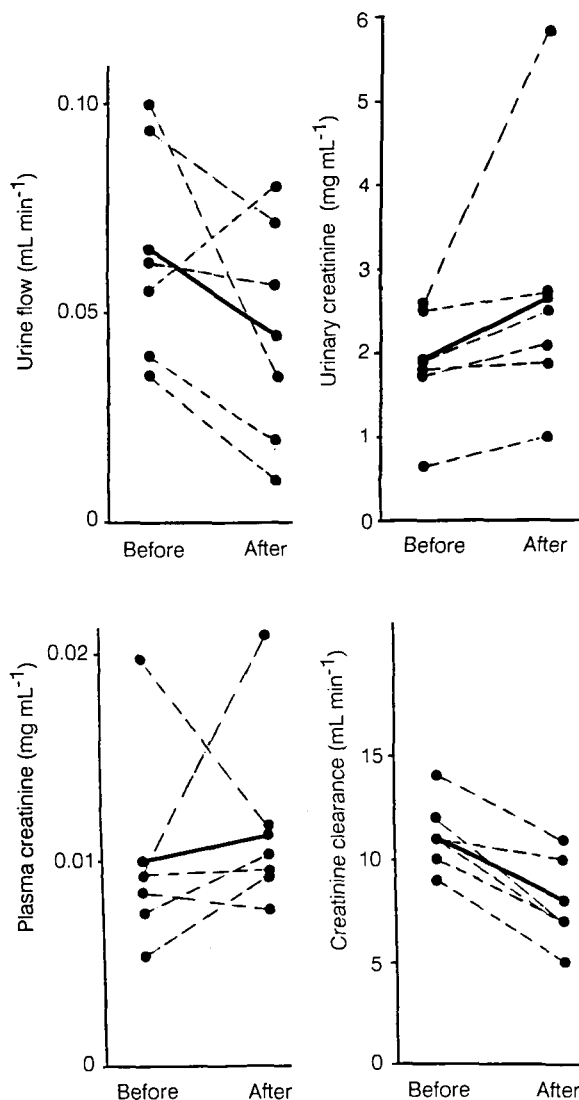 Urine flow (mL min⁻¹)
0.10
0.05
0
Before After
Urinary creatinine (mg mL⁻¹)
6
5
4
3
2
1
0
Before After
Plasma creatinine (mg mL⁻¹)
0.02
0.01
0
Before After
Creatinine clearance (mL min⁻¹)
15
10
5
0
Before After